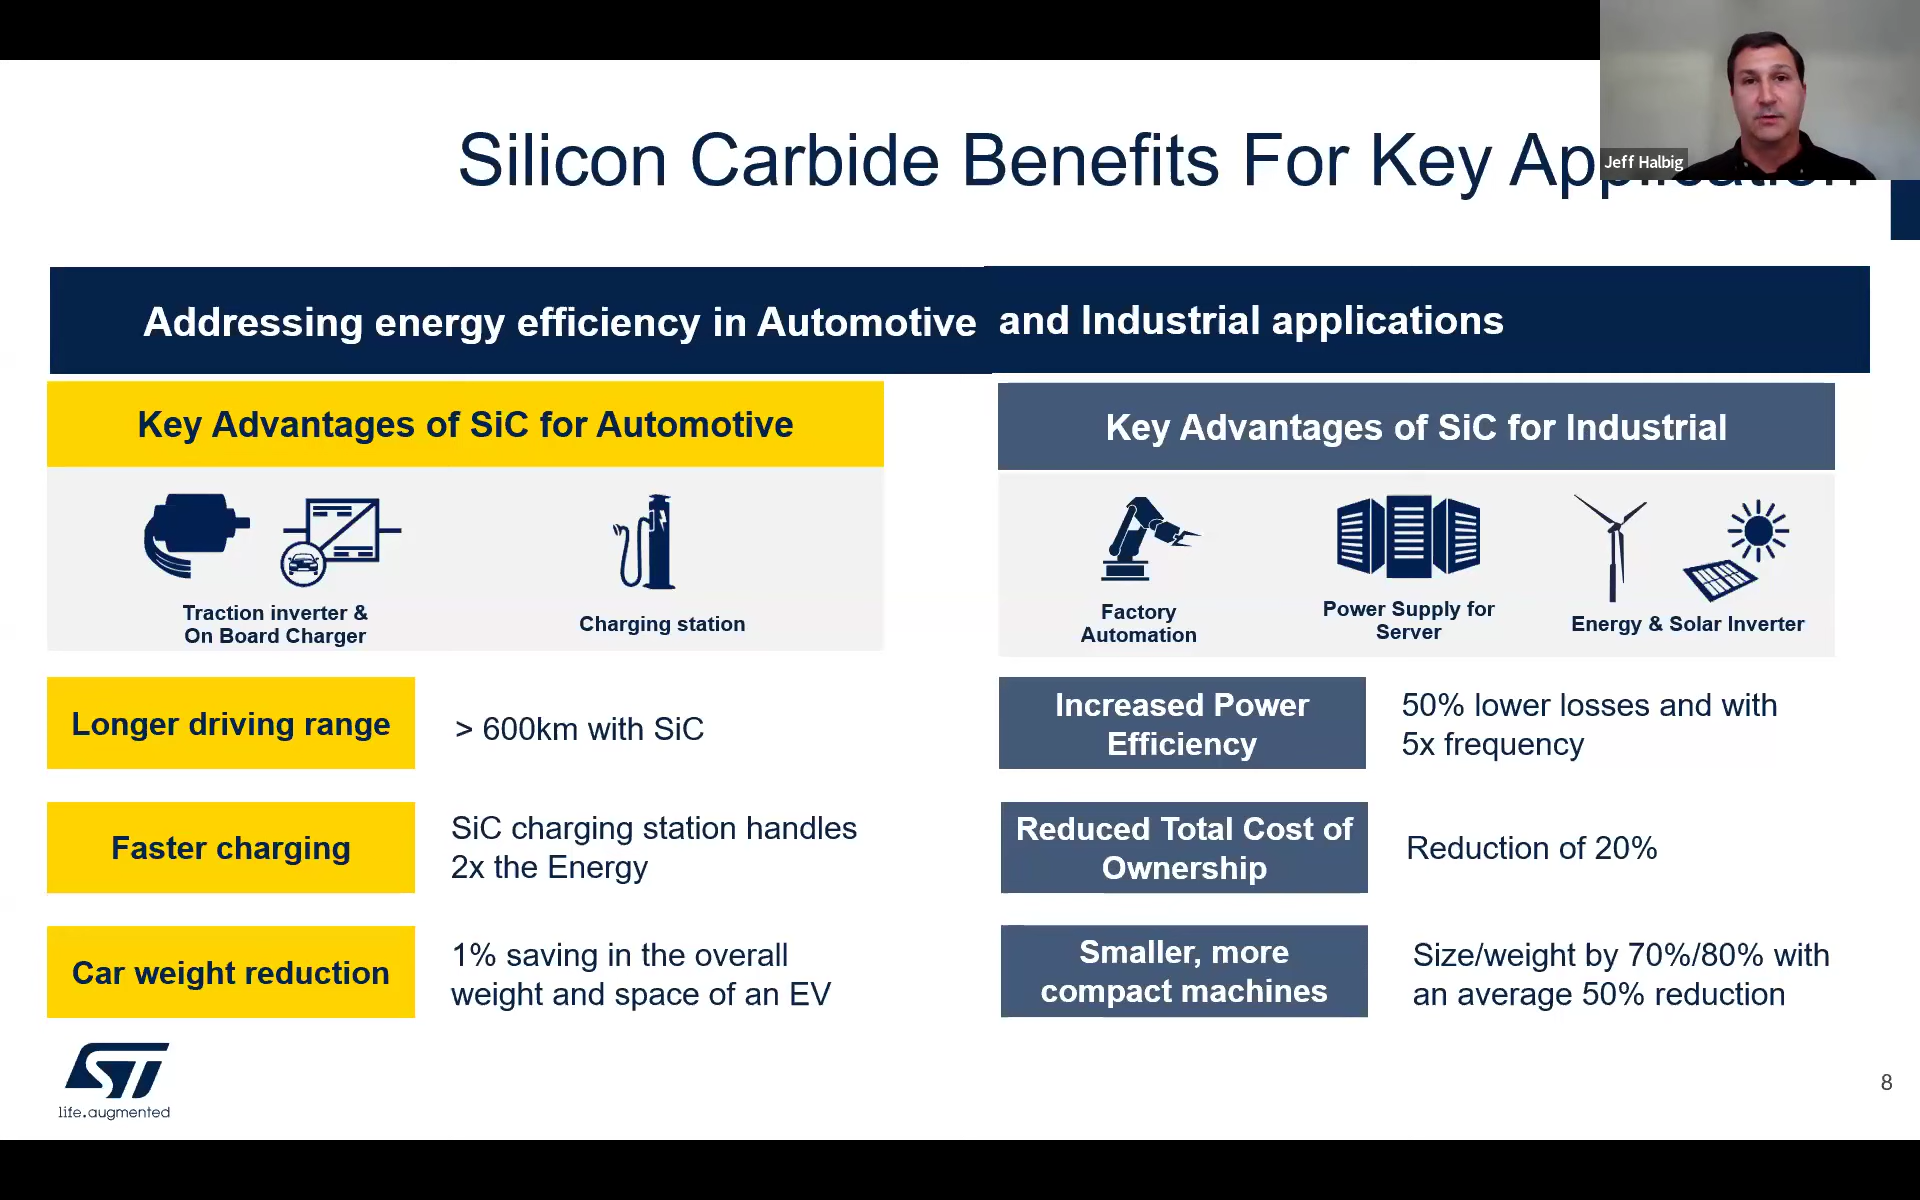 Silicon Carbide Benefits For Key Application
Jeff Halbig
Addressing energy efficiency in Automotive and Industrial applications
Key Advantages of SiC for Automotive
Traction inverter &
On Board Charger
Charging station
Longer driving range
> 600km with SiC
Faster charging
SiC charging station handles
2x the Energy
Car weight reduction
1% saving in the overall
weight and space of an EV
Key Advantages of SiC for Industrial
Factory
Automation
Power Supply for
Server
Energy & Solar Inverter
Increased Power
Efficiency
50% lower losses and with
5x frequency
Reduced Total Cost of
Ownership
Reduction of 20%
Smaller, more
compact machines
Size/weight by 70%/80% with
an average 50% reduction
ST
life.augmented
8